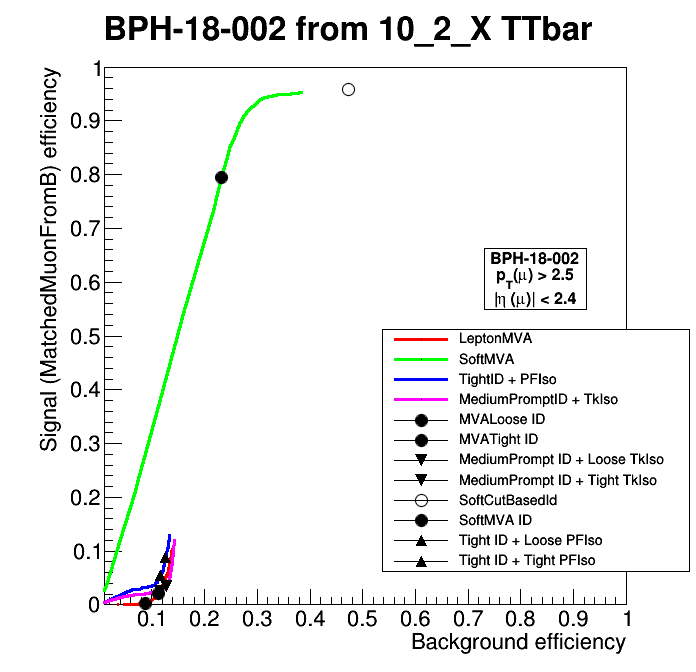 BPH-18-002 from 10_2_X TTbar
Signal (MatchedMuonFromB) efficiency
1
0.9
0.8
0.7
0.6
0.5
0.4
0.3
0.2
0.1
0
0.1 0.2 0.3 0.4 0.5 0.6 0.7 0.8 0.9 1
Background efficiency
BPH-18-002
p_T(μ) > 2.5
|η (μ)| < 2.4
LeptonMVA
SoftMVA
TightID + PFIso
MediumPromptID + TkIso
MVALoose ID
MVATight ID
MediumPrompt ID + Loose TkIso
MediumPrompt ID + Tight TkIso
SoftCutBasedId
SoftMVA ID
Tight ID + Loose PFIso
Tight ID + Tight PFIso